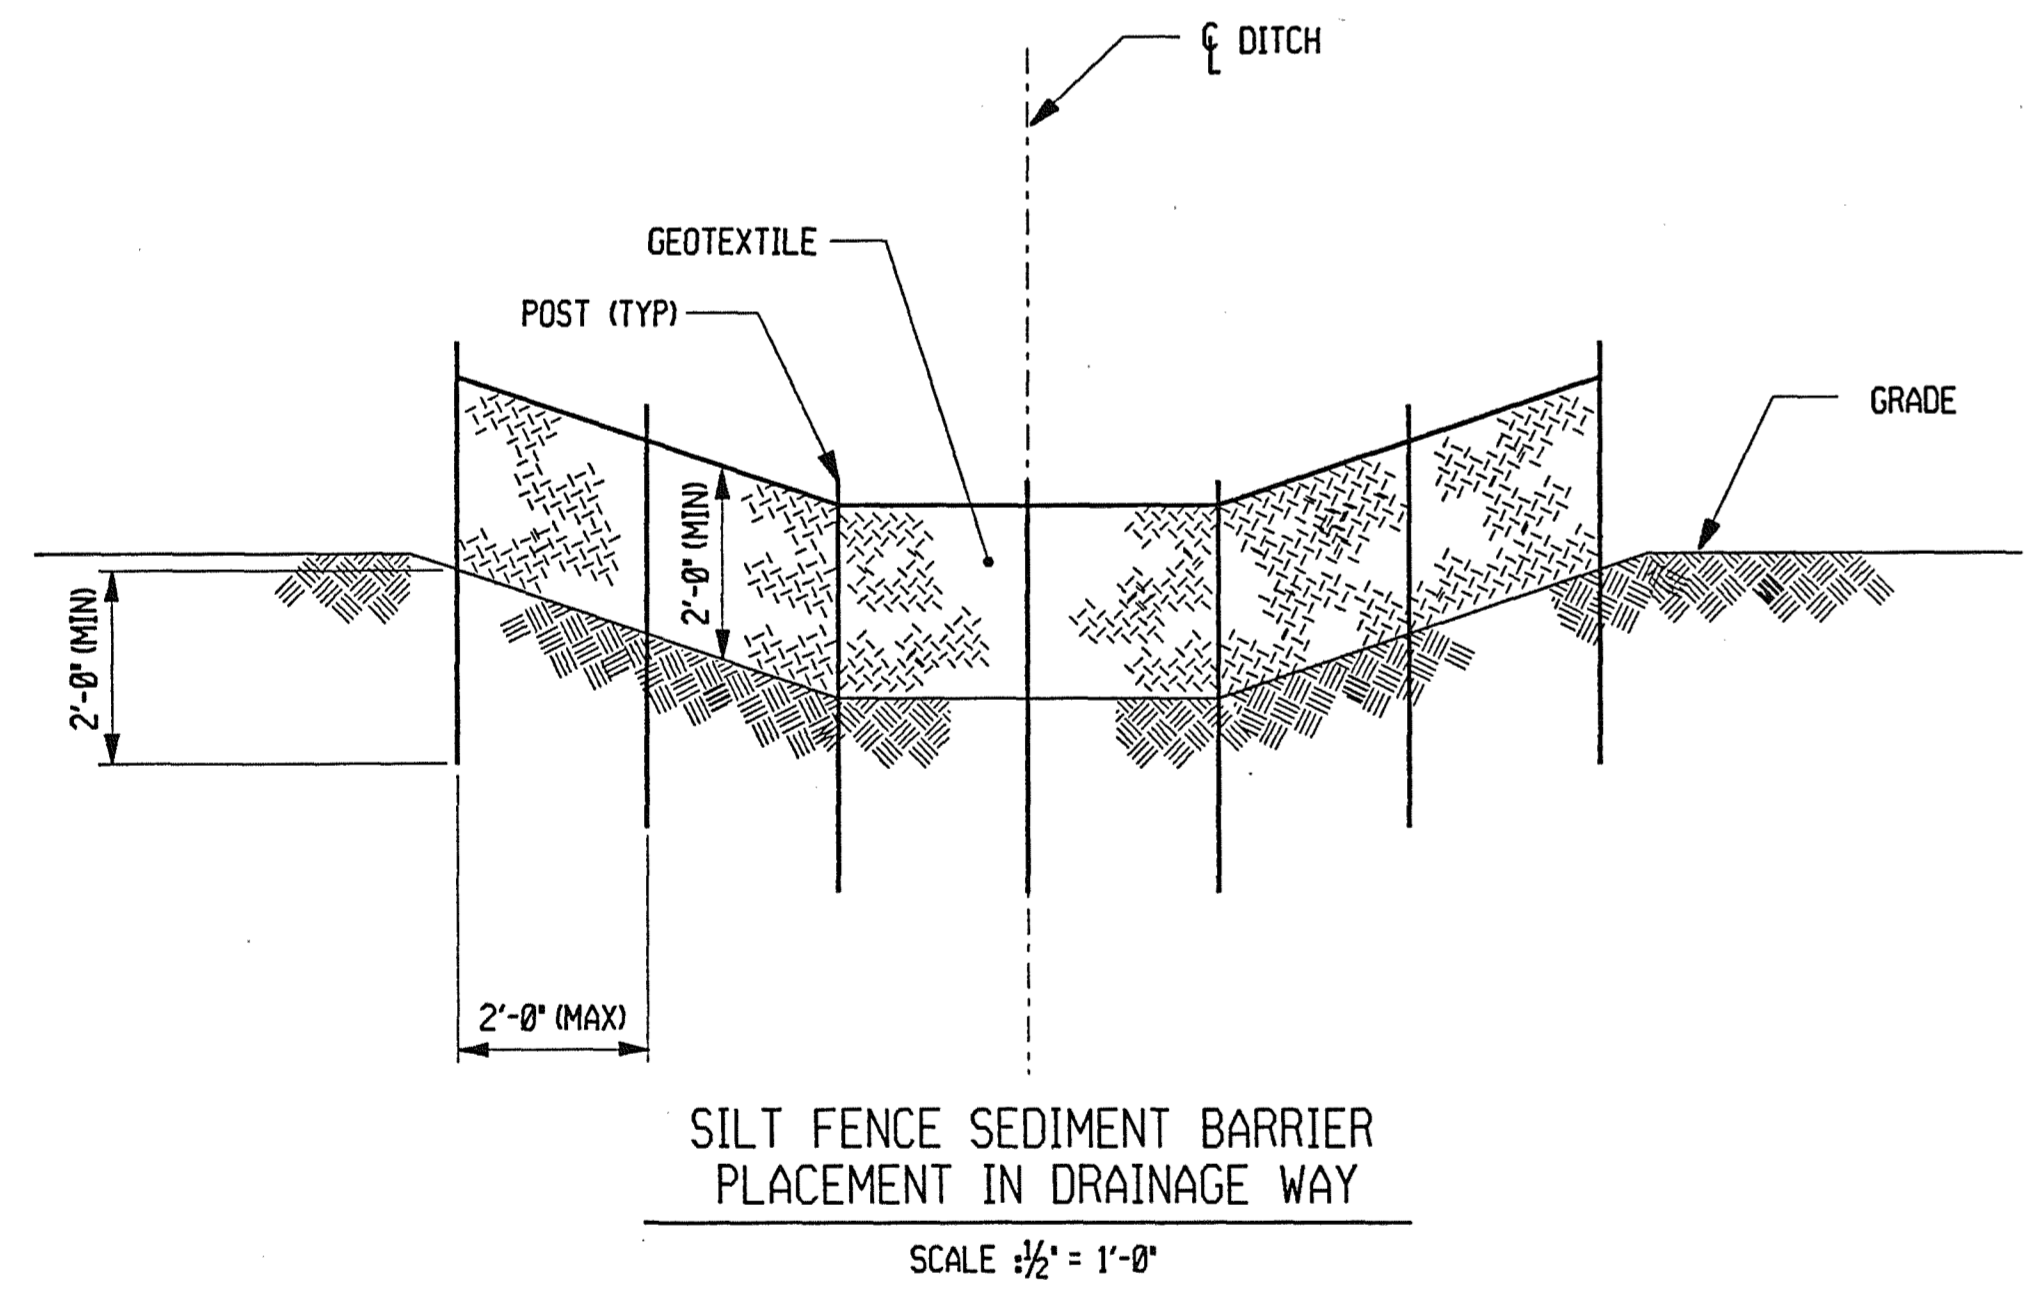 ℄ DITCH
GEOTEXTILE
POST (TYP)
GRADE
2'-0" (MIN)
2'-0" (MIN)
2'-0" (MAX)
SILT FENCE SEDIMENT BARRIER
PLACEMENT IN DRAINAGE WAY
SCALE :1/2" = 1'-0"